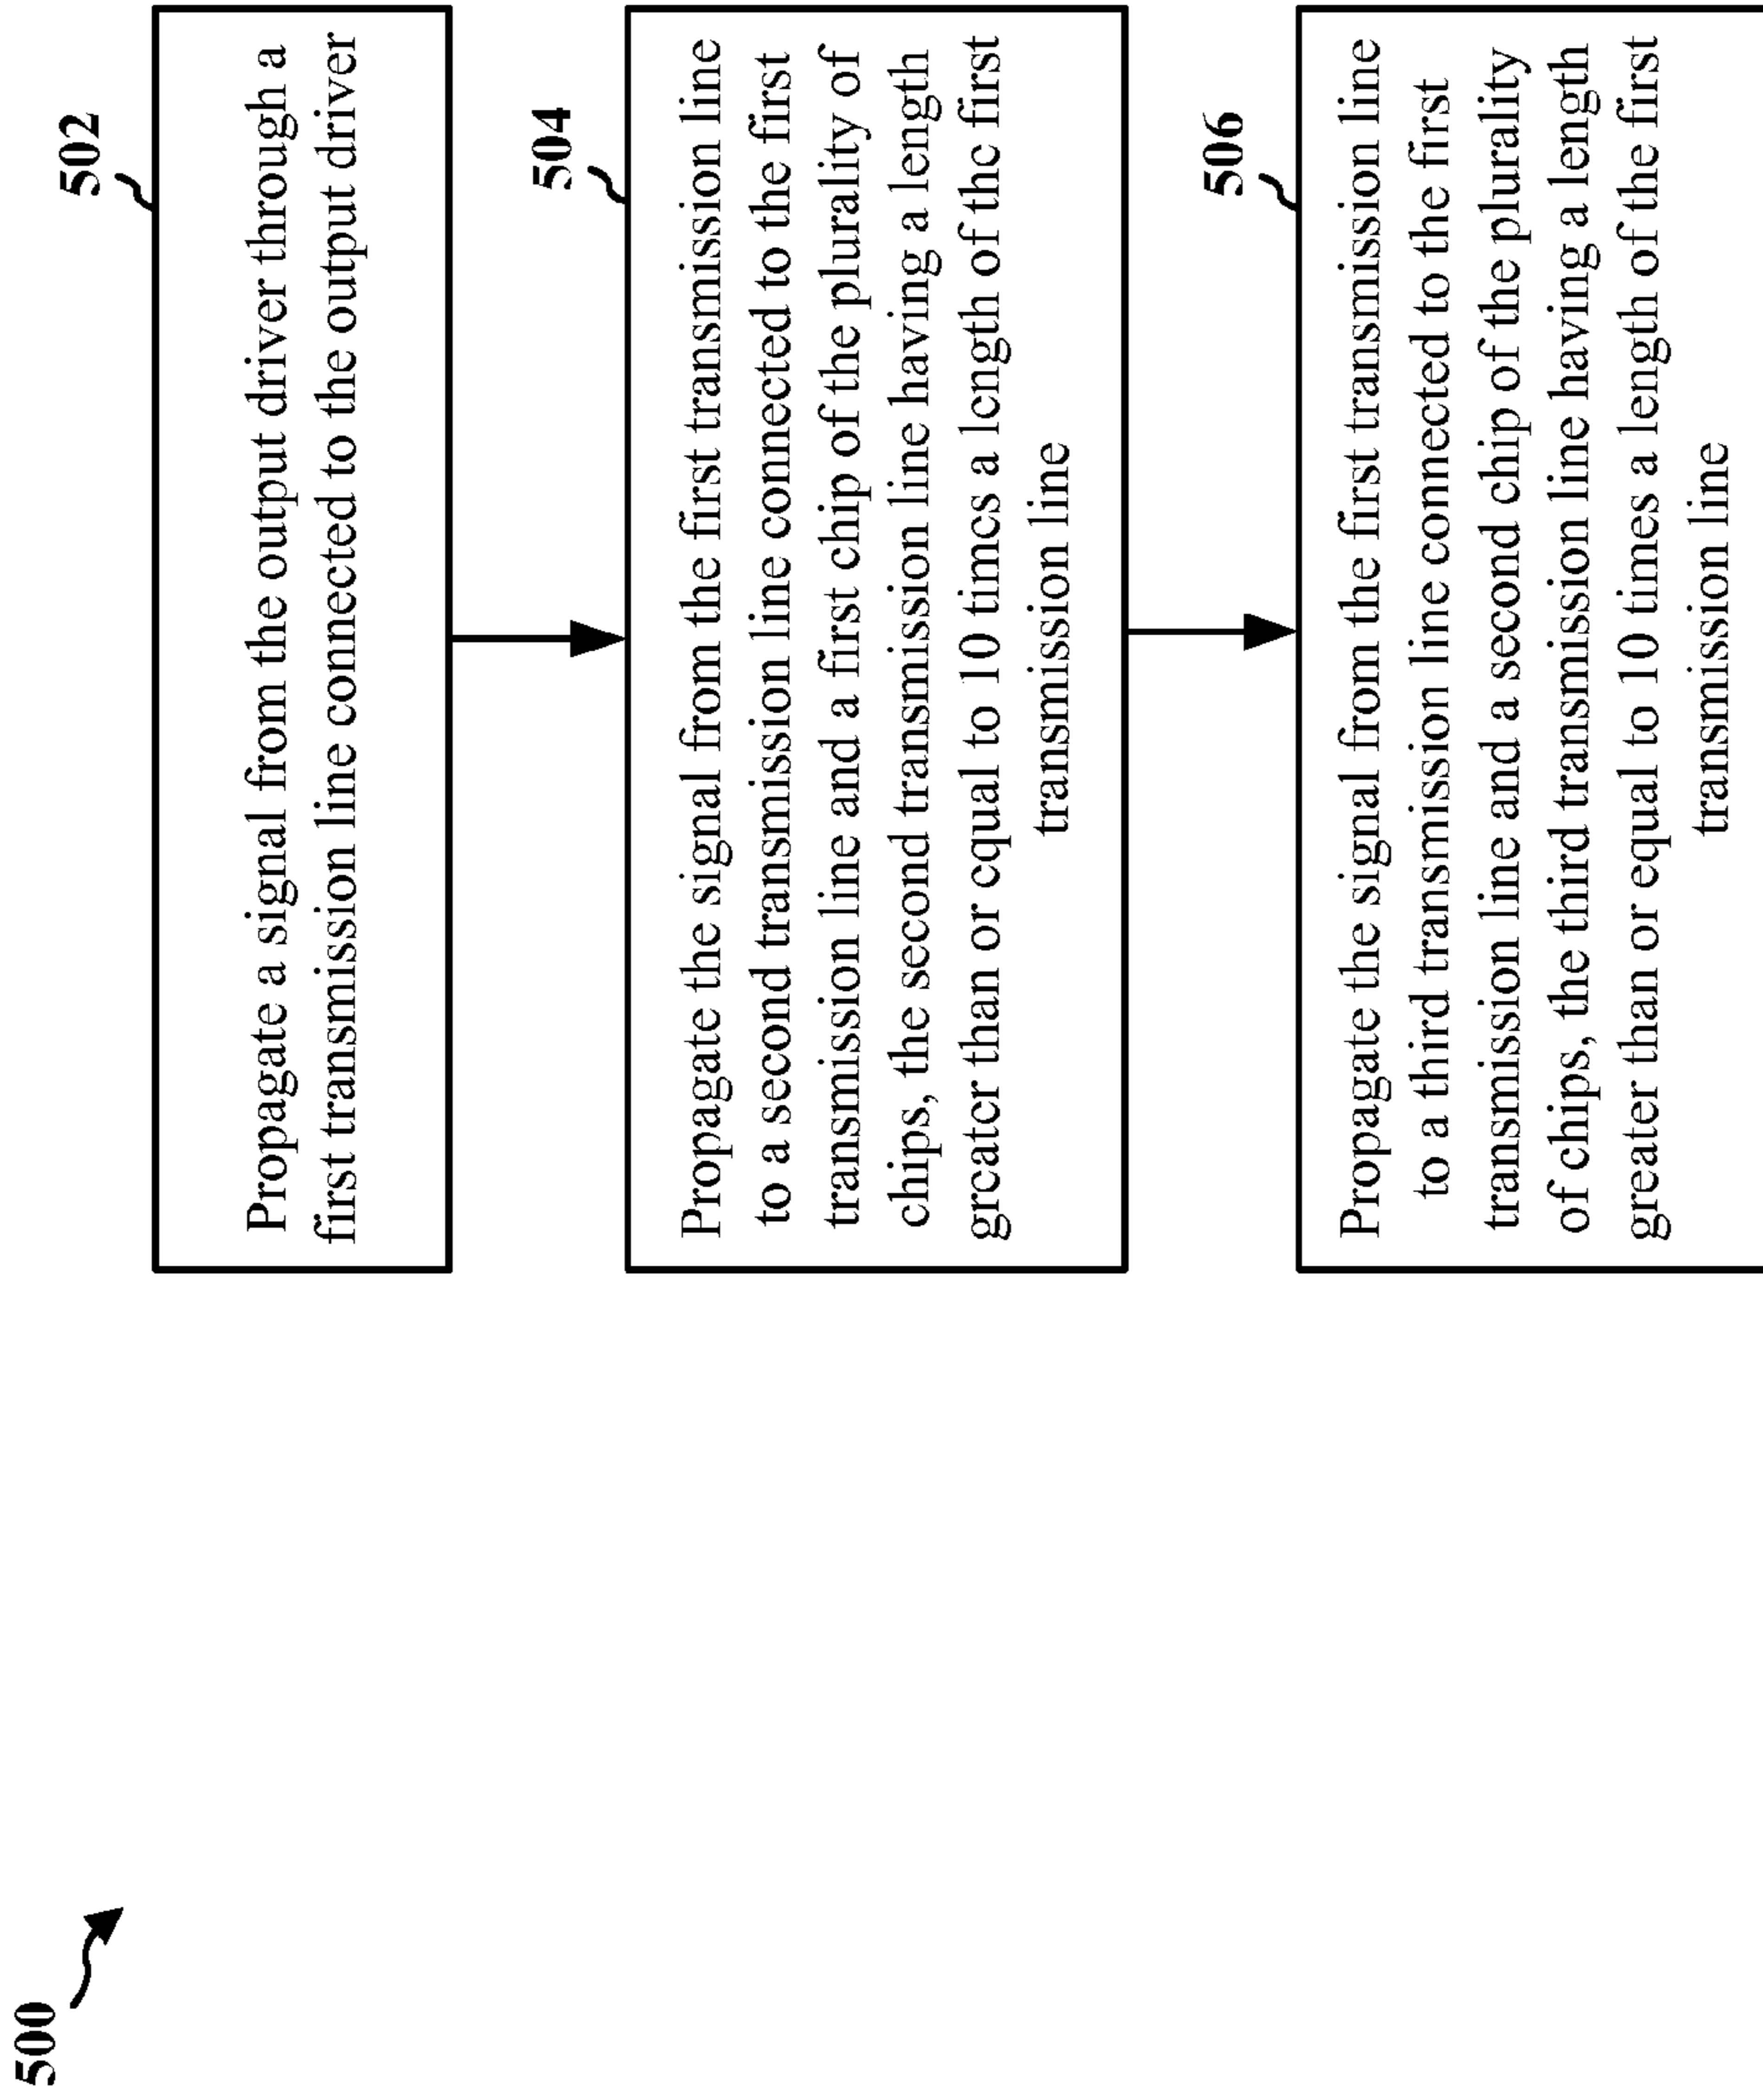 500
502
Propagate a signal from the output driver through a
first transmission line connected to the output driver
504
Propagate the signal from the first transmission line
to a second transmission line connected to the first
transmission line and a first chip of the plurality of
chips, the second transmission line having a length
greater than or equal to 10 times a length of the first
transmission line
506
Propagate the signal from the first transmission line
to a third transmission line connected to the first
transmission line and a second chip of the plurality
of chips, the third transmission line having a length
greater than or equal to 10 times a length of the first
transmission line